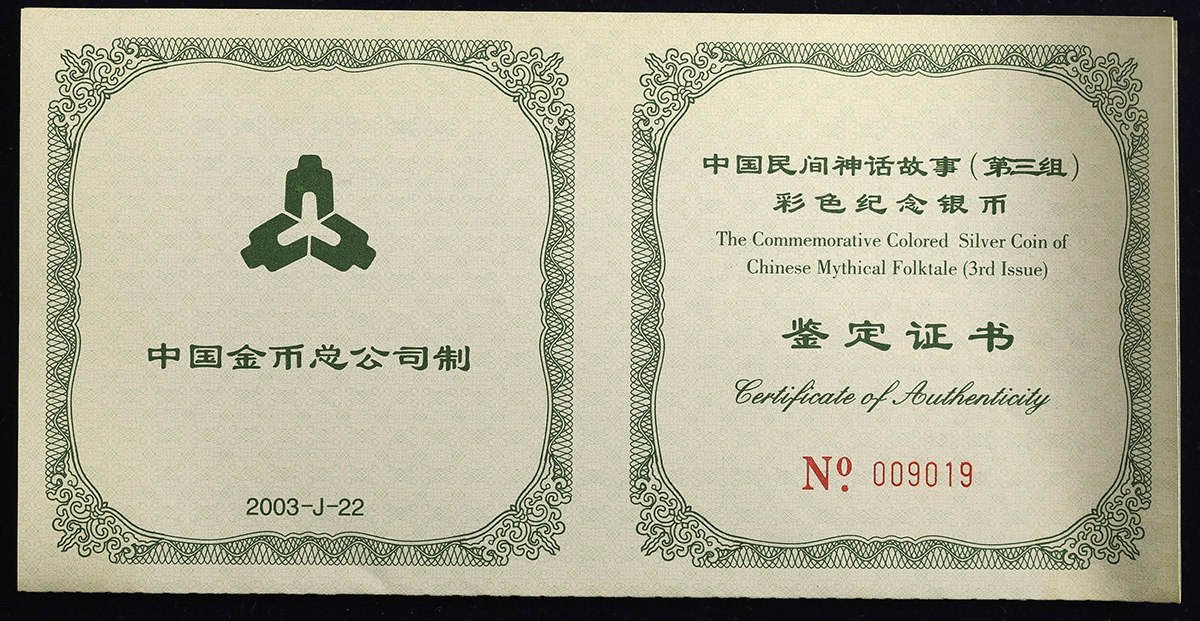 中国金币总公司制
2003-J-22
中国民间神话故事(第三组)
彩色纪念银币
The Commemorative Colored Silver Coin of
Chinese Mythical Folktale (3rd Issue)
鉴定证书
Certificate of Authenticity
Nº 009019